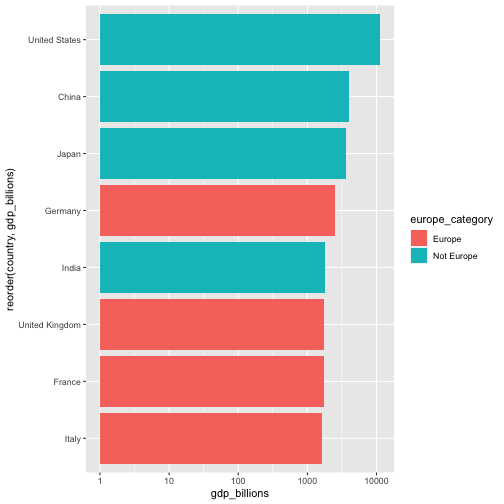 United States
China
Japan
Germany
India
United Kingdom
France
Italy
reorder(country, gdp_billions)
1 10 100 1000 10000
gdp_billions
europe_category
Europe
Not Europe